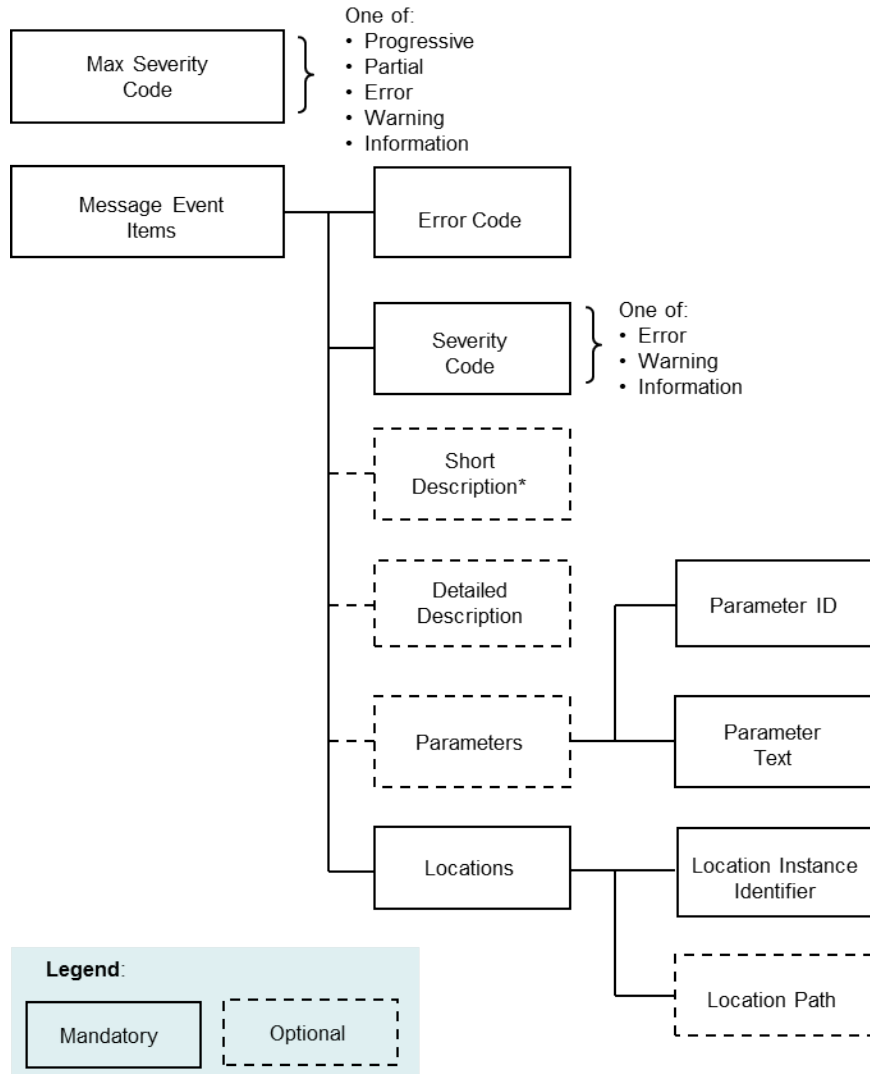 One of:
• Progressive
• Partial
• Error
• Warning
• Information
Max Severity
Code
Message Event
Items
Error Code
Severity
Code
One of:
• Error
• Warning
• Information
Short
Description*
Detailed
Description
Parameters
Parameter ID
Parameter
Text
Locations
Location Instance
Identifier
Location Path
Legend:
Mandatory
Optional